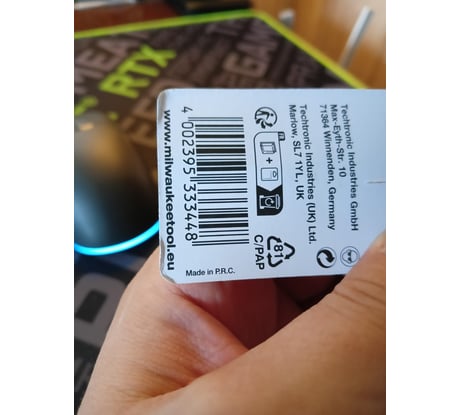 Techtronic Industries GmbH
Max-Eyth-Str. 10
71364 Winnenden, Germany
Techtronic Industries (UK) Ltd.
Marlow, SL7 1YL, UK
81
C/PAP
4 002395 333448
www.milwaukeetool.eu
Made in P.R.C.
RTX